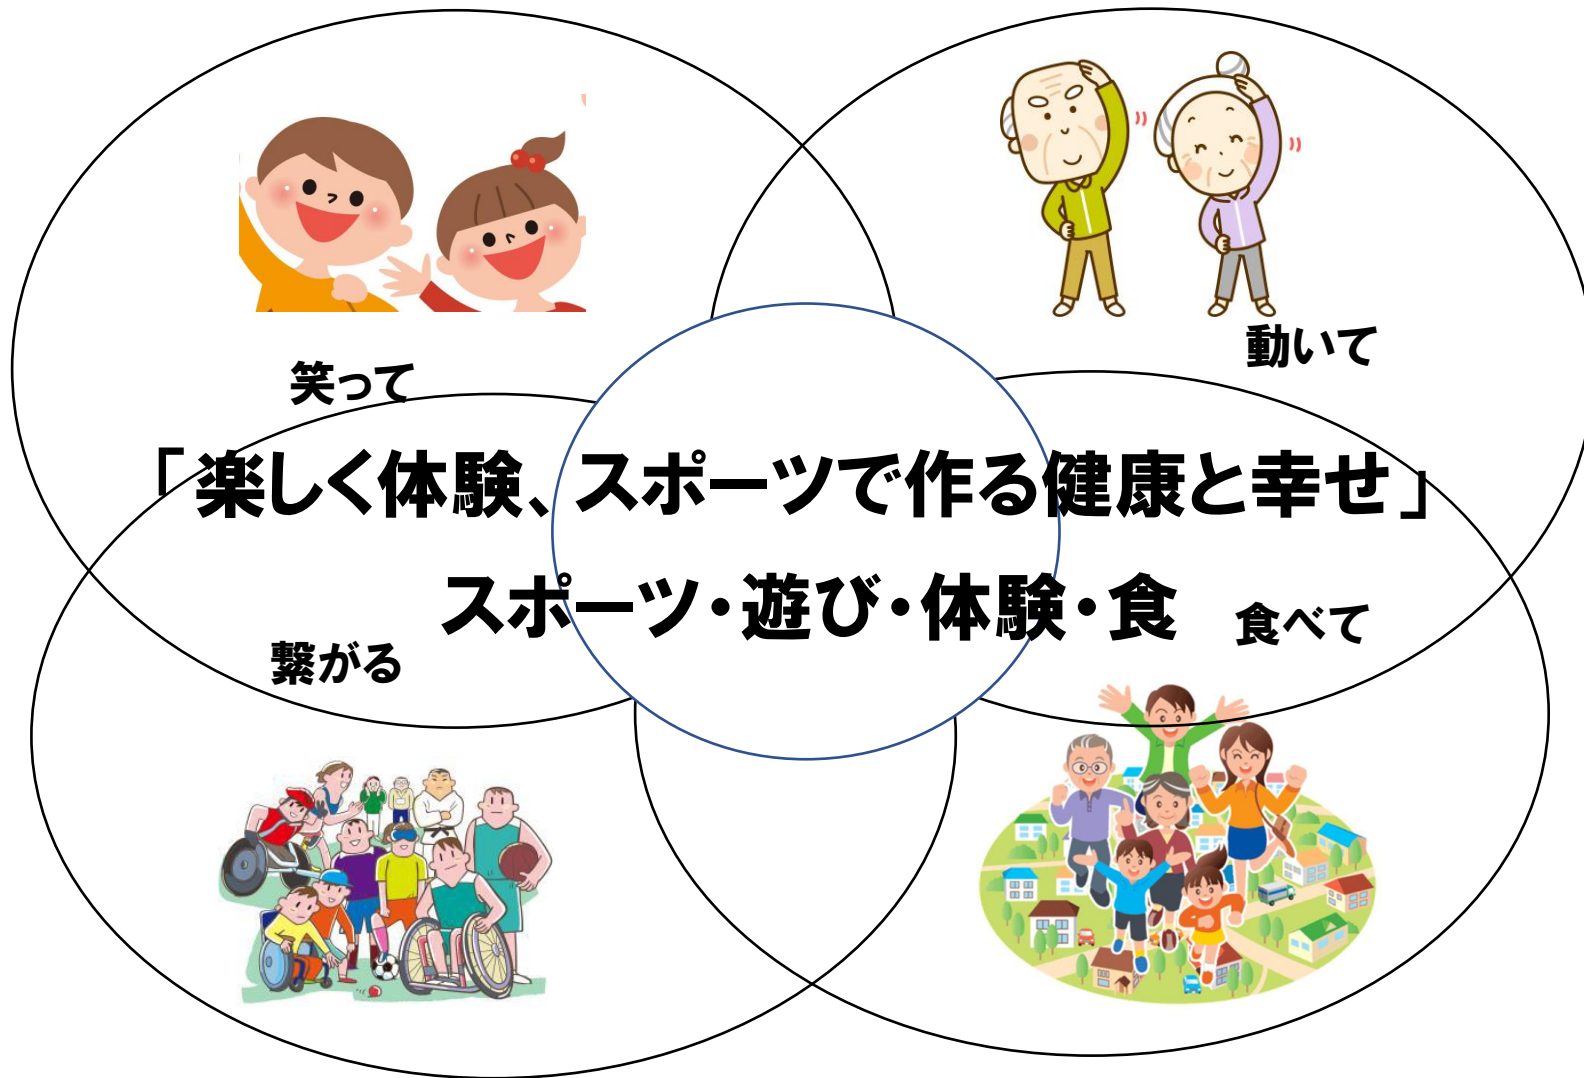 笑って
動いて
「楽しく体験、スポーツで作る健康と幸せ」
スポーツ・遊び・体験・食
食べて
繋がる